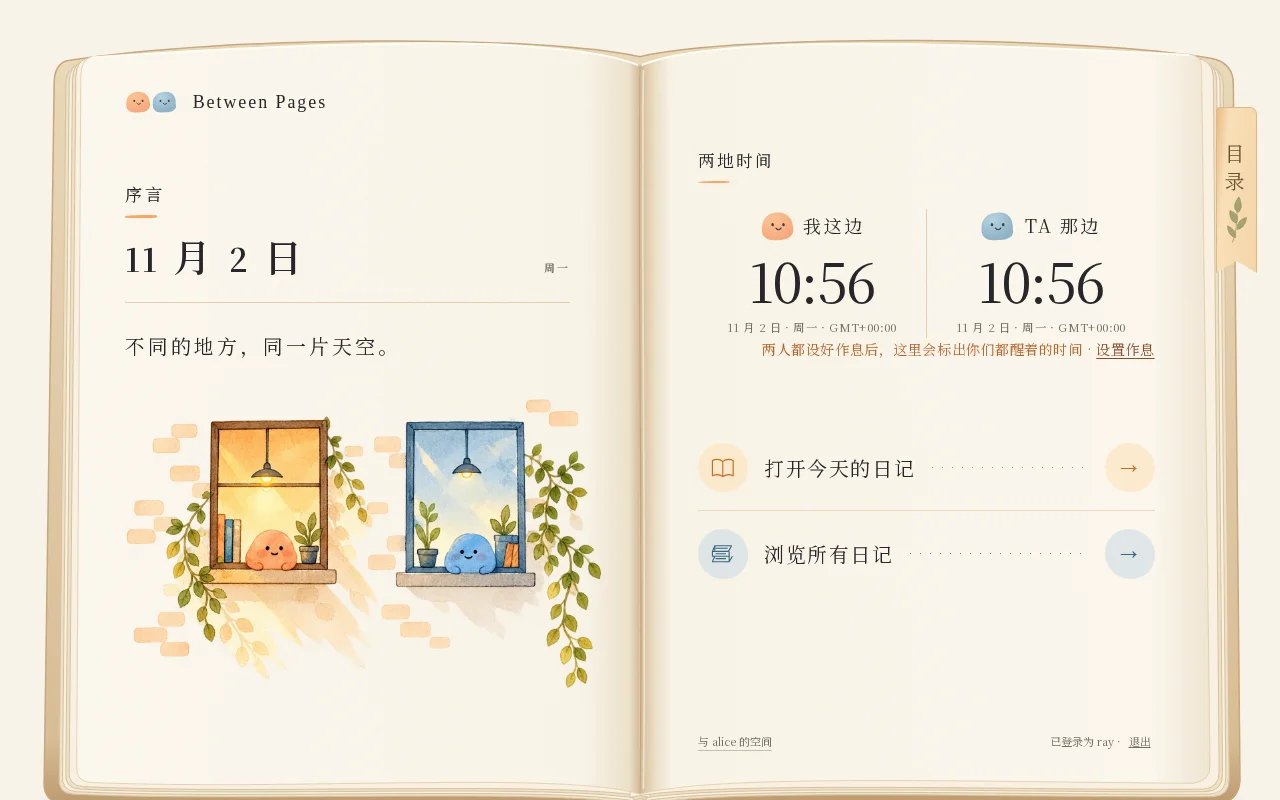 Between Pages
序言
11 月 2 日
周一
不同的地方，同一片天空。
两地时间
我这边
10:56
11 月 2 日 · 周一 · GMT+00:00
TA 那边
10:56
11 月 2 日 · 周一 · GMT+00:00
两人都设好作息后，这里会标出你们都醒着的时间 · 设置作息
打开今天的日记 →
浏览所有日记 →
与 alice 的空间
已登录为 ray · 退出
目录